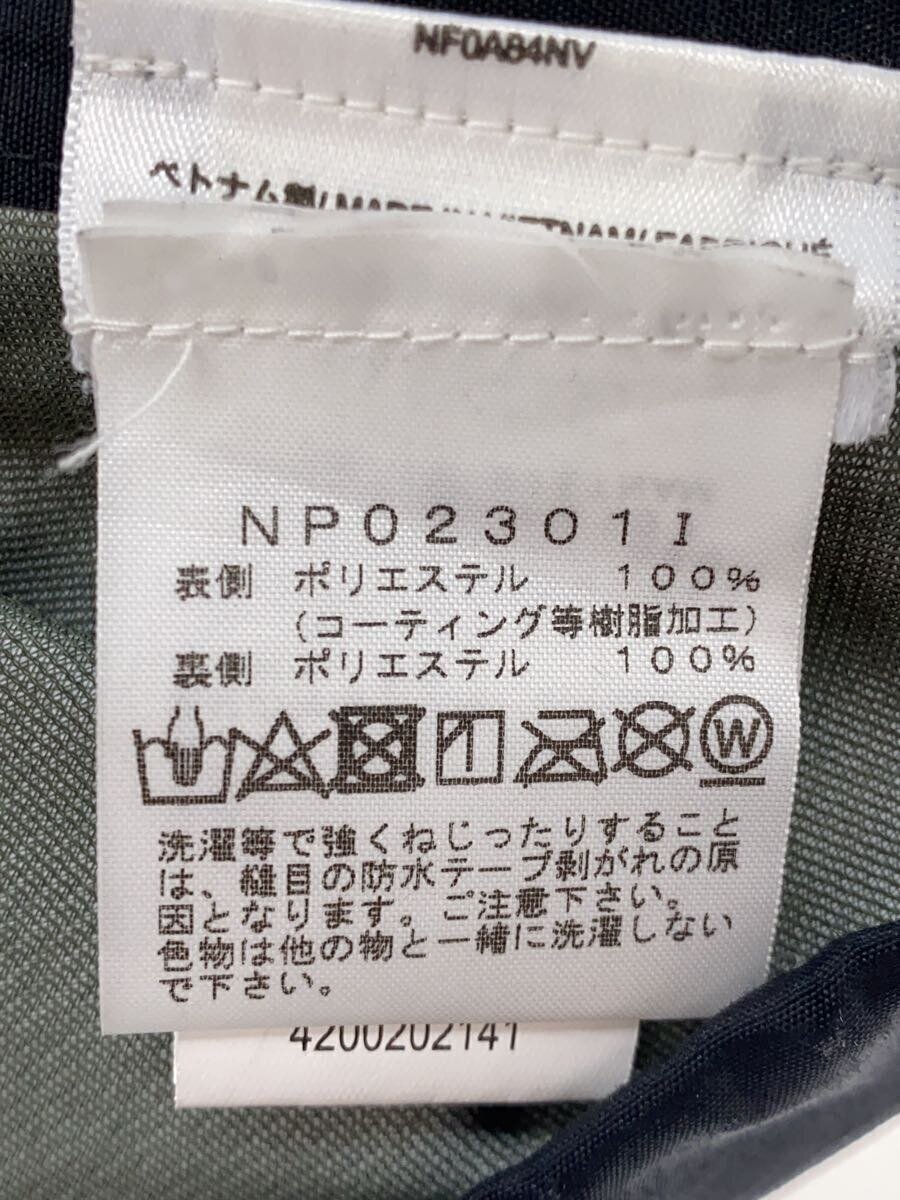 NF0A84NV
ベトナム製/ MADE IN VIETNAM/ FABRIQUÉ
NP02301I
表側 ポリエステル 100%
(コーティング等樹脂加工)
裏側 ポリエステル 100%
W
洗濯等で強くねじったりすること
は、縫目の防水テープ剥がれの原
因となります。ご注意下さい。
色物は他の物と一緒に洗濯しない
で下さい。
4200202141